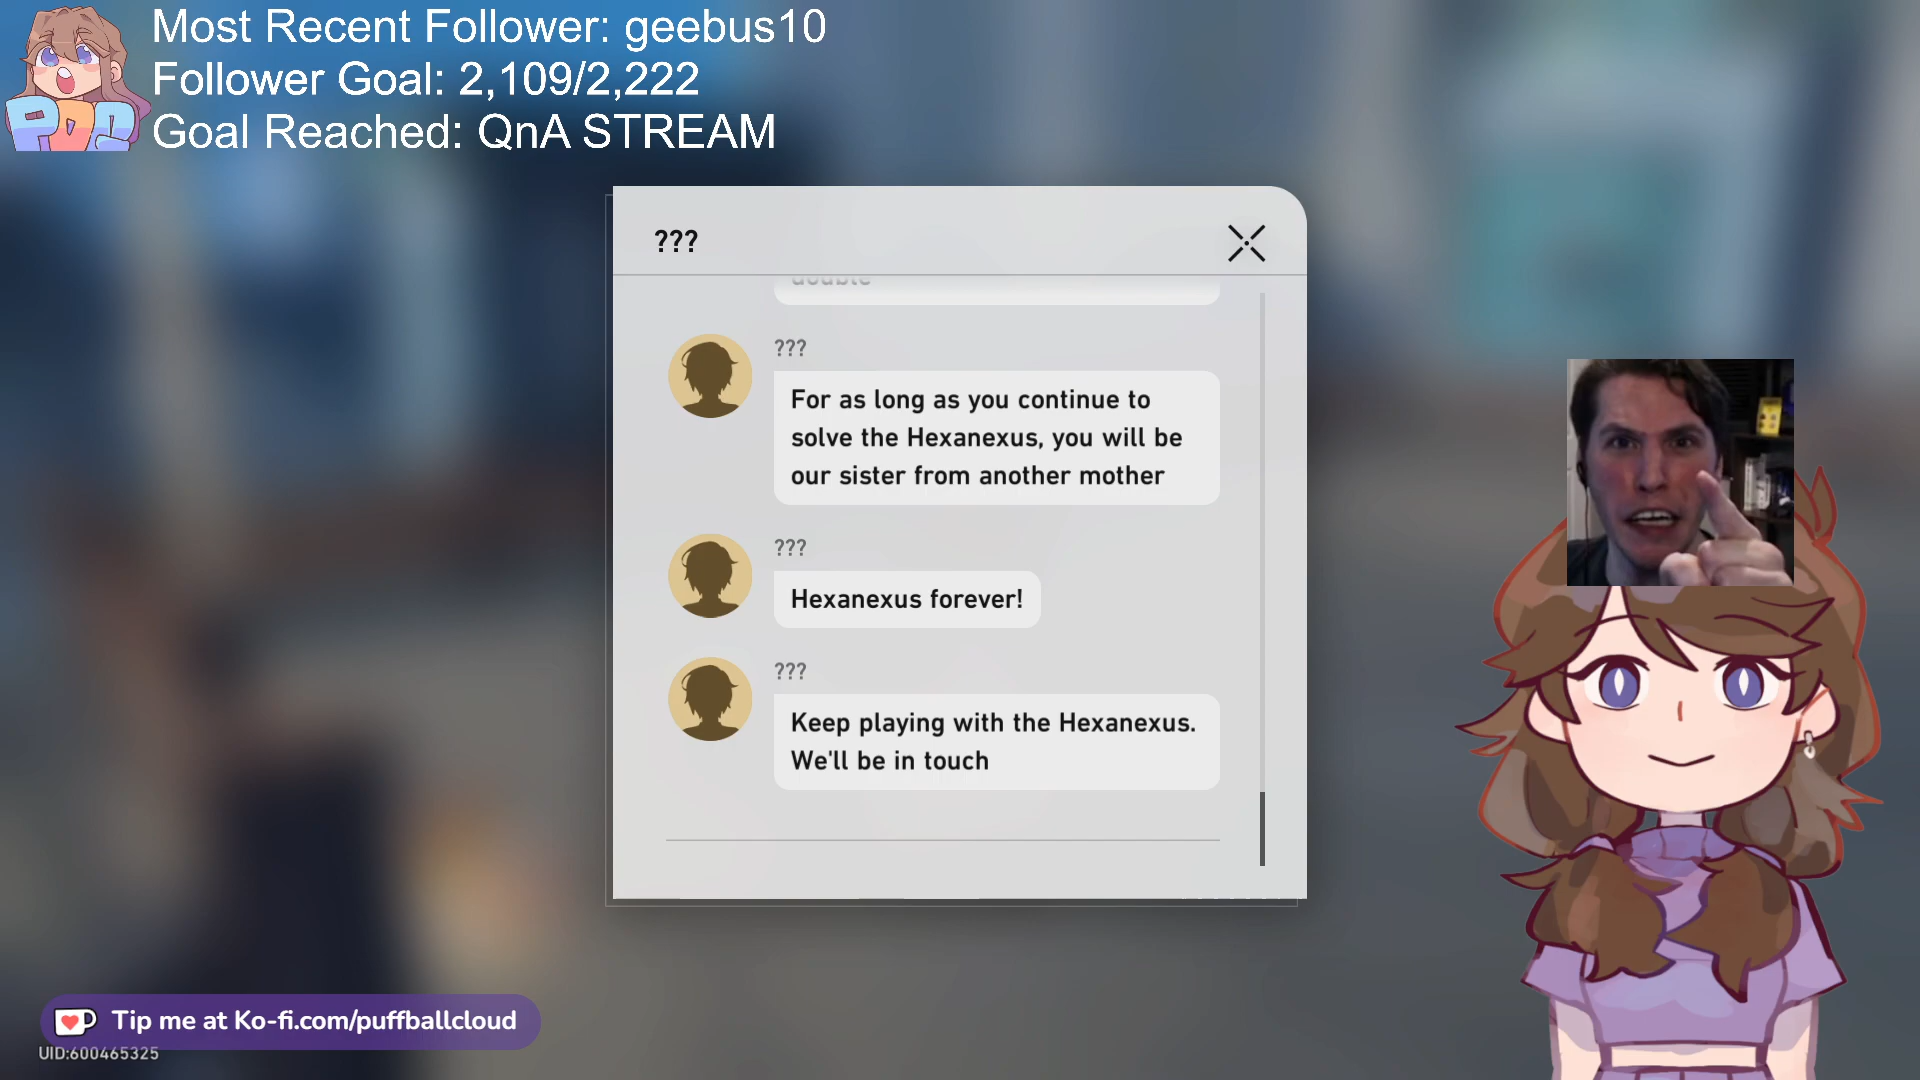 Most Recent Follower: geebus10
Follower Goal: 2,109/2,222
Goal Reached: QnA STREAM
???
double
???
For as long as you continue to
solve the Hexanexus, you will be
our sister from another mother
???
Hexanexus forever!
???
Keep playing with the Hexanexus.
We'll be in touch
Tip me at Ko-fi.com/puffballcloud
UID:600465325